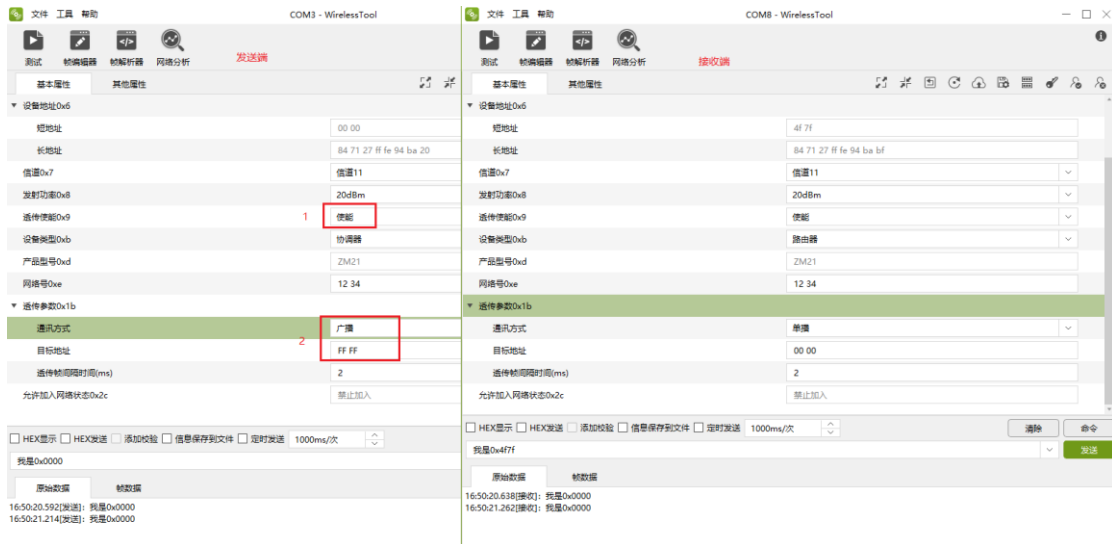 文件 工具 帮助 COM3 - WirelessTool
测试 帧编辑器 帧解析器 网络分析 发送端
基本属性 其他属性
设备地址0x6
短地址 00 00
长地址 84 71 27 ff fe 94 ba 20
信道0x7 信道11
发射功率0x8 20dBm
透传使能0x9 1 使能
设备类型0xb 协调器
产品型号0xd ZM21
网络号0xe 12 34
透传参数0x1b
通讯方式 广播
2
目标地址 FF FF
透传帧间隔时间(ms) 2
允许加入网络状态0x2c 禁止加入
HEX显示 HEX发送 添加校验 信息保存到文件 定时发送 1000ms/次
我是0x0000
原始数据 帧数据
16:50:20.592[发送]: 我是0x0000
16:50:21.214[发送]: 我是0x0000
文件 工具 帮助 COM8 - WirelessTool
测试 帧编辑器 帧解析器 网络分析 接收端
基本属性 其他属性
设备地址0x6
短地址 4f 7f
长地址 84 71 27 ff fe 94 ba bf
信道0x7 信道11
发射功率0x8 20dBm
透传使能0x9 使能
设备类型0xb 路由器
产品型号0xd ZM21
网络号0xe 12 34
透传参数0x1b
通讯方式 单播
目标地址 00 00
透传帧间隔时间(ms) 2
允许加入网络状态0x2c 禁止加入
HEX显示 HEX发送 添加校验 信息保存到文件 定时发送 1000ms/次 清除 命令
我是0x4f7f 发送
原始数据 帧数据
16:50:20.638[接收]: 我是0x0000
16:50:21.262[接收]: 我是0x0000